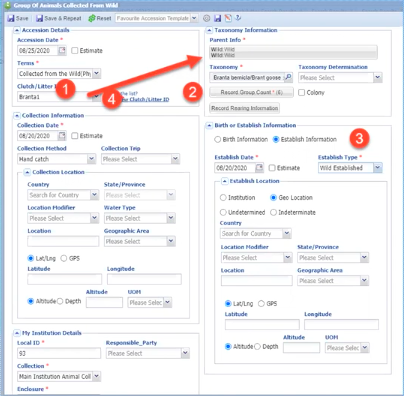 Group Of Animals Collected From Wild
Save Save & Repeat Reset Favourite Accession Template
Accession Details
Accession Date *
08/25/2020 Estimate
Terms *
Collected from the Wild(Ph
Clutch/Litter
Branta1
the list?
Clutch/Litter ID
1
4
Collection Information
Collection Date *
08/20/2020 Estimate
Collection Method Collection Trip
Hand catch Please Select
Collection Location
Country State/Province
Search for Country Please Select
Location Modifier Water Type
Please Select Please Select
Location Geographic Area
Please Select
Lat/Lng GPS
Latitude Longitude
Altitude UOM
Altitude Depth Please Selec
My Institution Details
Local ID * Responsible_Party
93 Please Select
Collection *
Main Institution Animal Coll
Enclosure *
Taxonomy Information
Parent Info
Wild Wild
Wild Wild
Taxonomy * Taxonomy Determination
Branta bernicla/Brant goose Please Select
2
Record Group Count * (6) Colony
Record Rearing Information
Birth or Establish Information
Birth Information Establish Information
3
Establish Date * Establish Type *
06/20/2020 Estimate Wild Established
Establish Location
Institution Geo Location
Undetermined Indeterminate
Country
Search for Country
Location Modifier State/Province
Please Select Please Select
Location Geographic Area
Please Select
Lat/Lng GPS
Latitude Longitude
Altitude UOM
Altitude Depth Please Selec